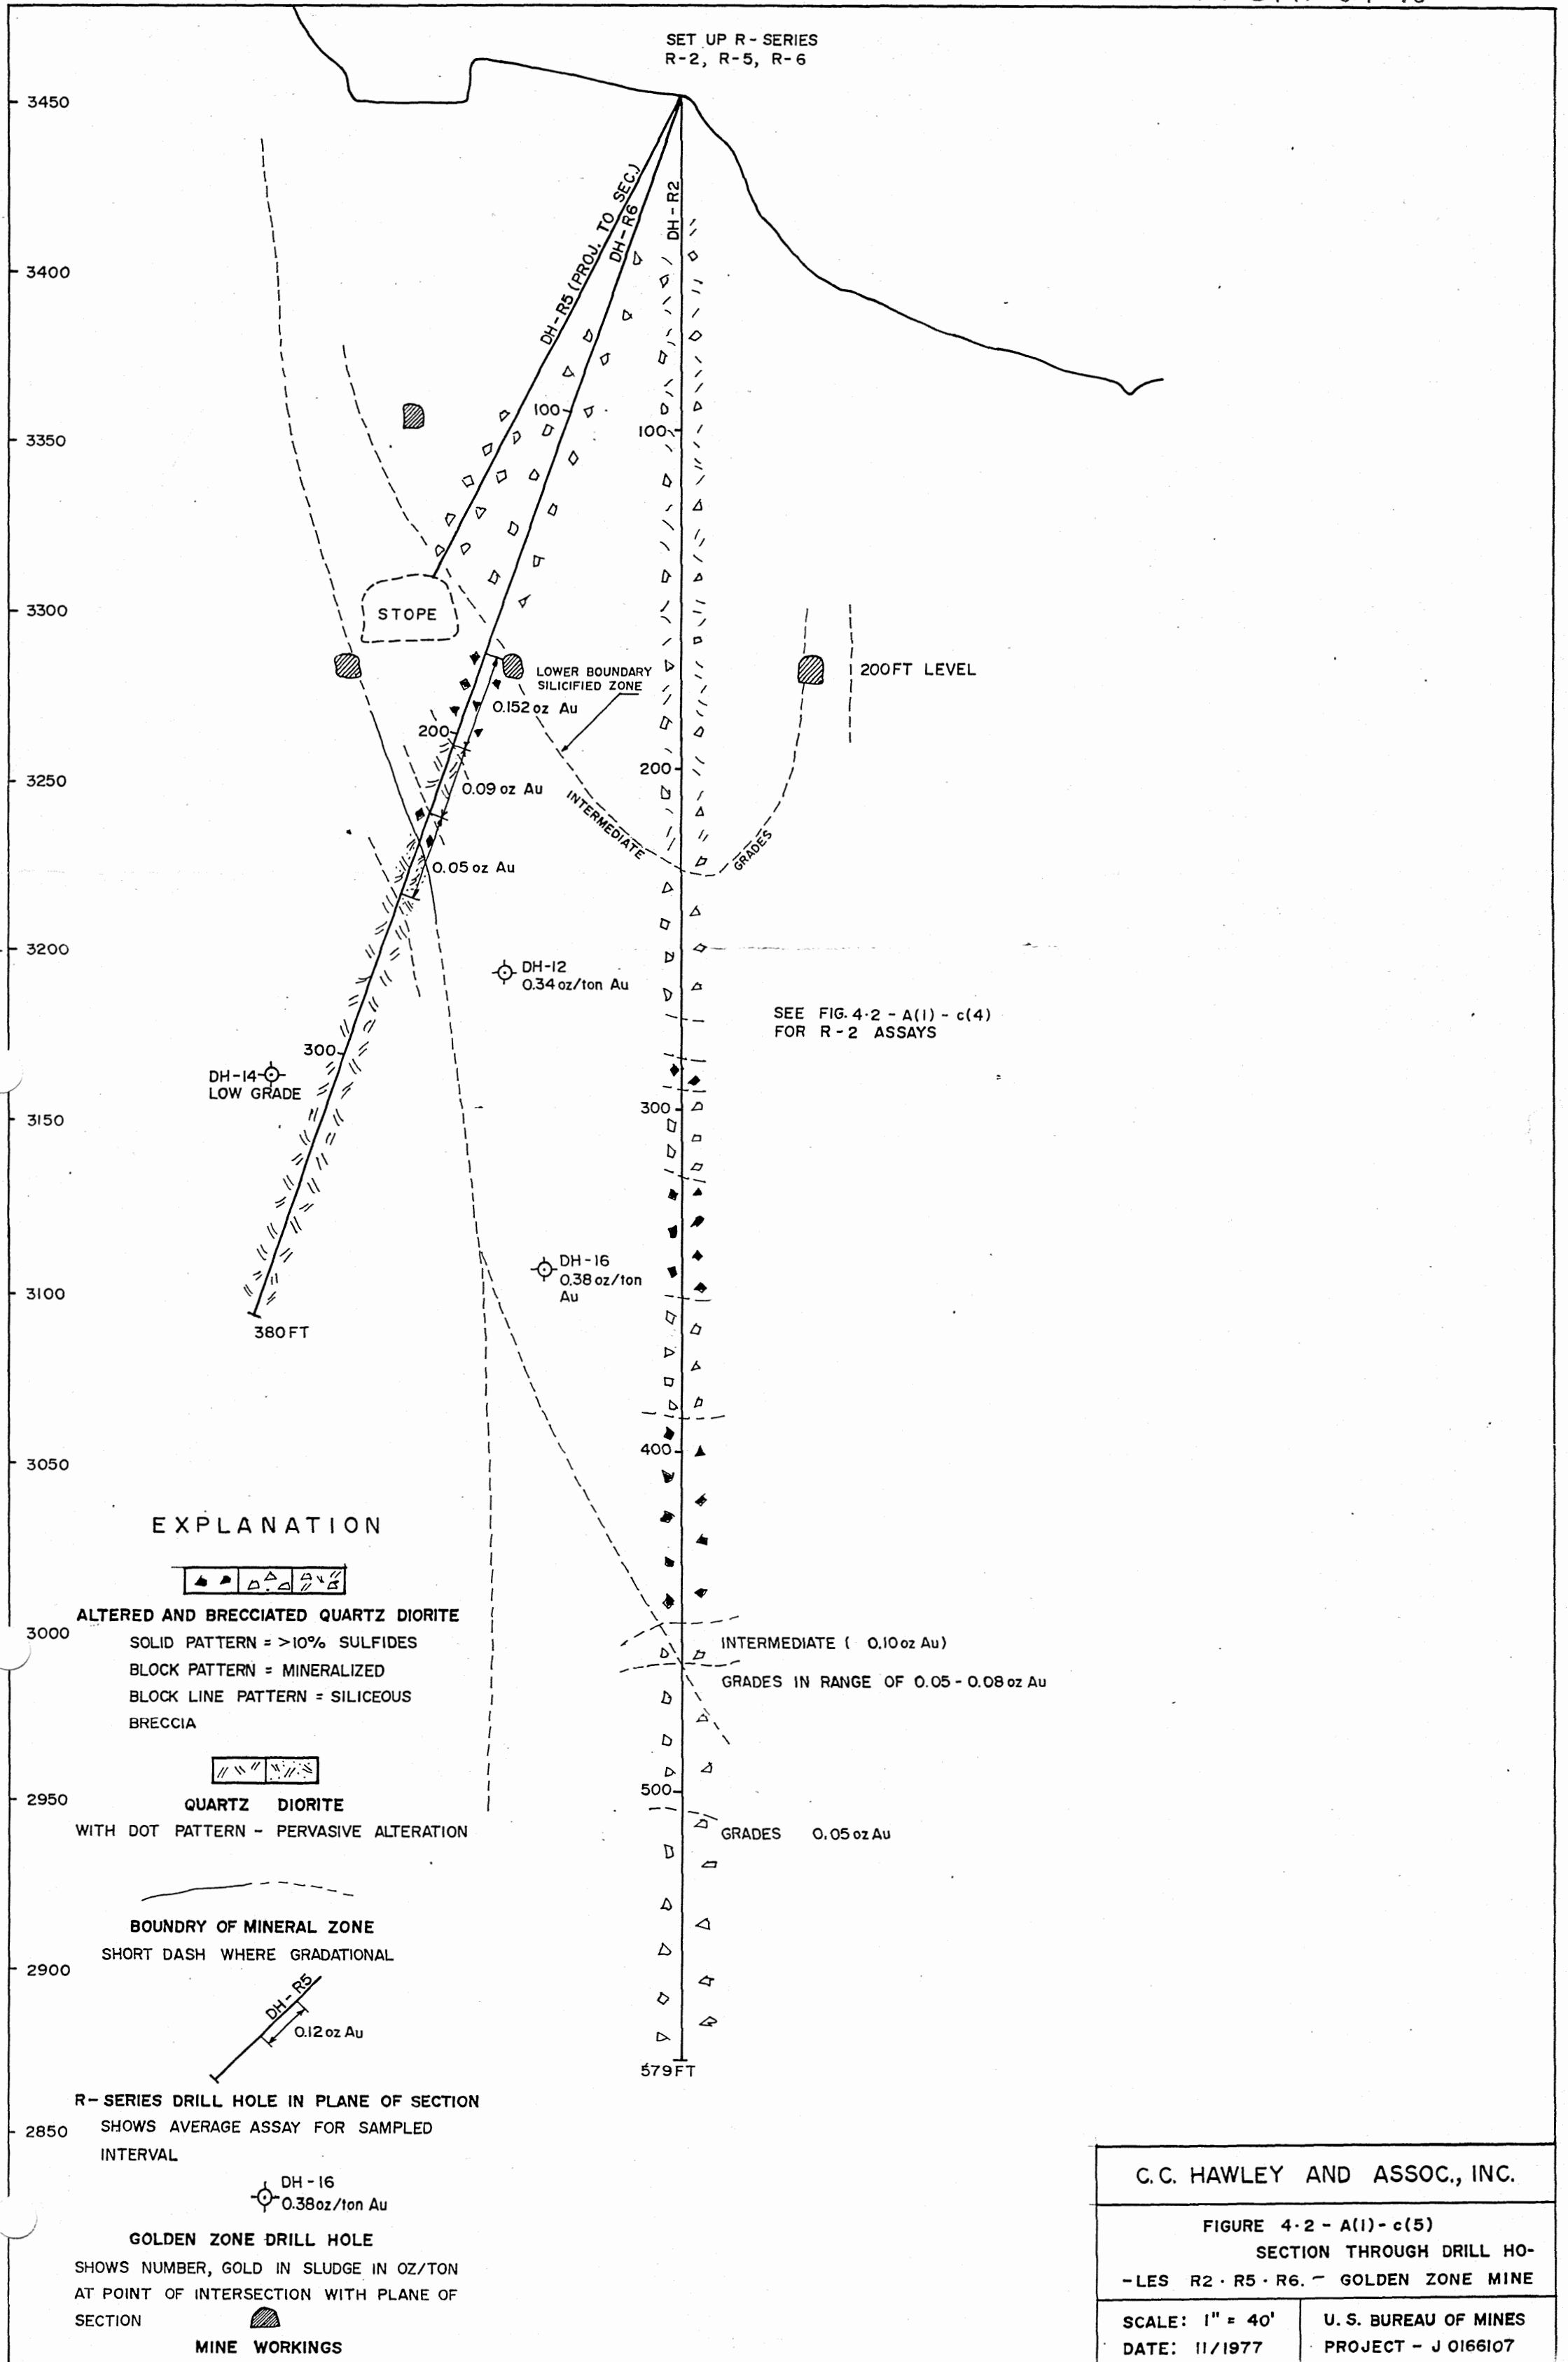 SET UP R-SERIES
R-2, R-5, R-6
3450
3400
3350
3300
3250
3200
3150
3100
3050
3000
2950
2900
2850
DH-R5 (PROJ. TO SEC.)
DH-R6
DH-R2
100
100
STOPE
LOWER BOUNDARY
SILICIFIED ZONE
200FT LEVEL
0.152 oz Au
200
200
0.09 oz Au
INTERMEDIATE
GRADES
0.05 oz Au
DH-12
0.34 oz/ton Au
SEE FIG. 4·2 - A(1) - c(4)
FOR R-2 ASSAYS
300
300
DH-14
LOW GRADE
DH-16
0.38 oz/ton
Au
380 FT
400
INTERMEDIATE ( 0.10 oz Au)
GRADES IN RANGE OF 0.05 - 0.08 oz Au
500
GRADES 0.05 oz Au
579FT
EXPLANATION
ALTERED AND BRECCIATED QUARTZ DIORITE
SOLID PATTERN = >10% SULFIDES
BLOCK PATTERN = MINERALIZED
BLOCK LINE PATTERN = SILICEOUS
BRECCIA
QUARTZ DIORITE
WITH DOT PATTERN - PERVASIVE ALTERATION
BOUNDRY OF MINERAL ZONE
SHORT DASH WHERE GRADATIONAL
DH-R5
0.12 oz Au
R-SERIES DRILL HOLE IN PLANE OF SECTION
SHOWS AVERAGE ASSAY FOR SAMPLED
INTERVAL
DH-16
0.38oz/ton Au
GOLDEN ZONE DRILL HOLE
SHOWS NUMBER, GOLD IN SLUDGE IN OZ/TON
AT POINT OF INTERSECTION WITH PLANE OF
SECTION
MINE WORKINGS
C.C. HAWLEY AND ASSOC., INC.
FIGURE 4·2 - A(1)- c(5)
SECTION THROUGH DRILL HO-
-LES R2 · R5 · R6. - GOLDEN ZONE MINE
SCALE: 1" = 40'
DATE: 11/1977
U.S. BUREAU OF MINES
PROJECT - J 0166107